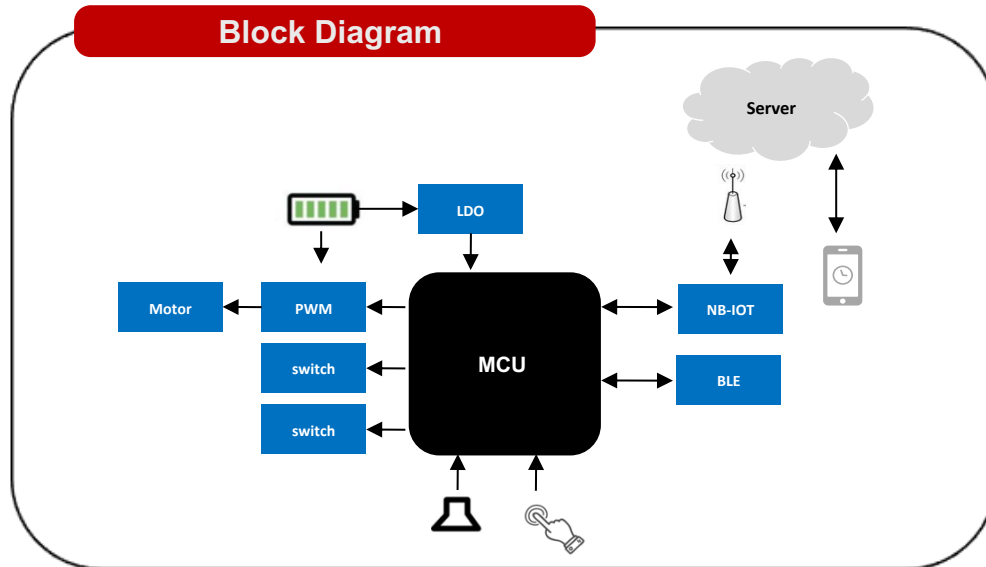 Block Diagram
Server
LDO
Motor
PWM
NB-IOT
MCU
switch
BLE
switch